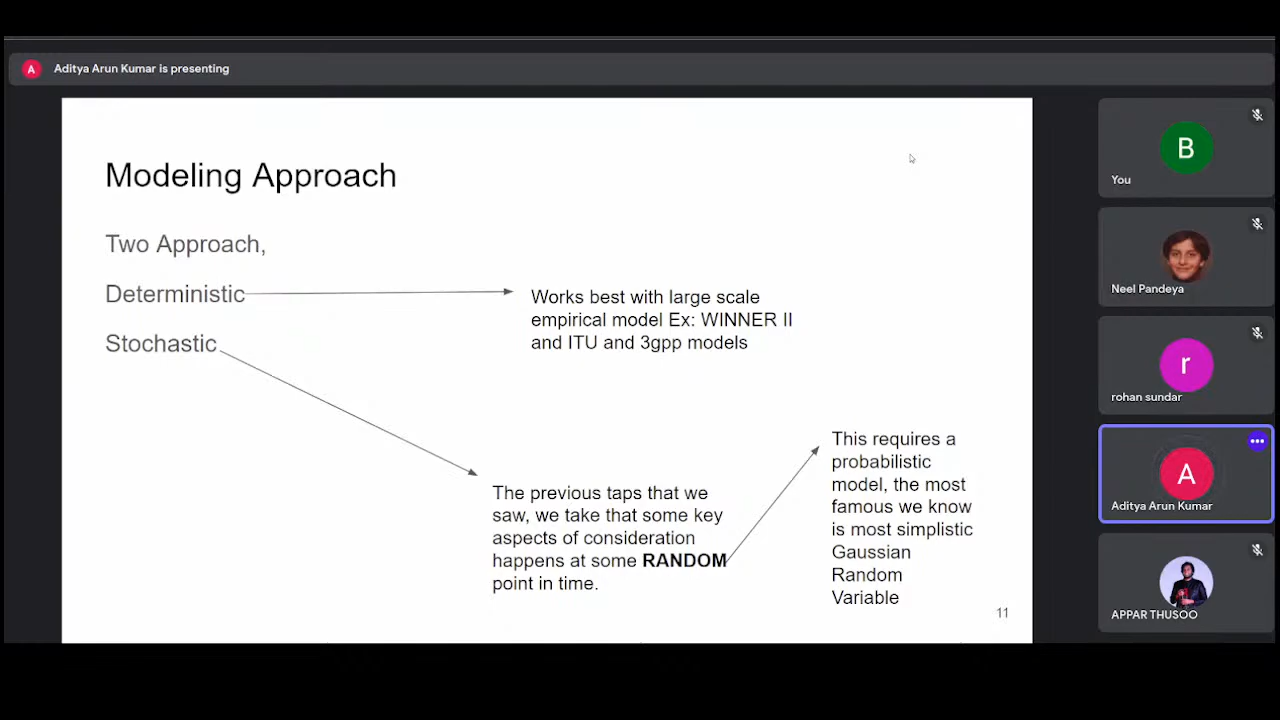 A
Aditya Arun Kumar is presenting
Modeling Approach
Two Approach,
Deterministic
Stochastic
Works best with large scale
empirical model Ex: WINNER II
and ITU and 3gpp models
The previous taps that we
saw, we take that some key
aspects of consideration
happens at some RANDOM
point in time.
This requires a
probabilistic
model, the most
famous we know
is most simplistic
Gaussian
Random
Variable
11
B
You
Neel Pandeya
r
rohan sundar
A
Aditya Arun Kumar
APPAR THUSOO